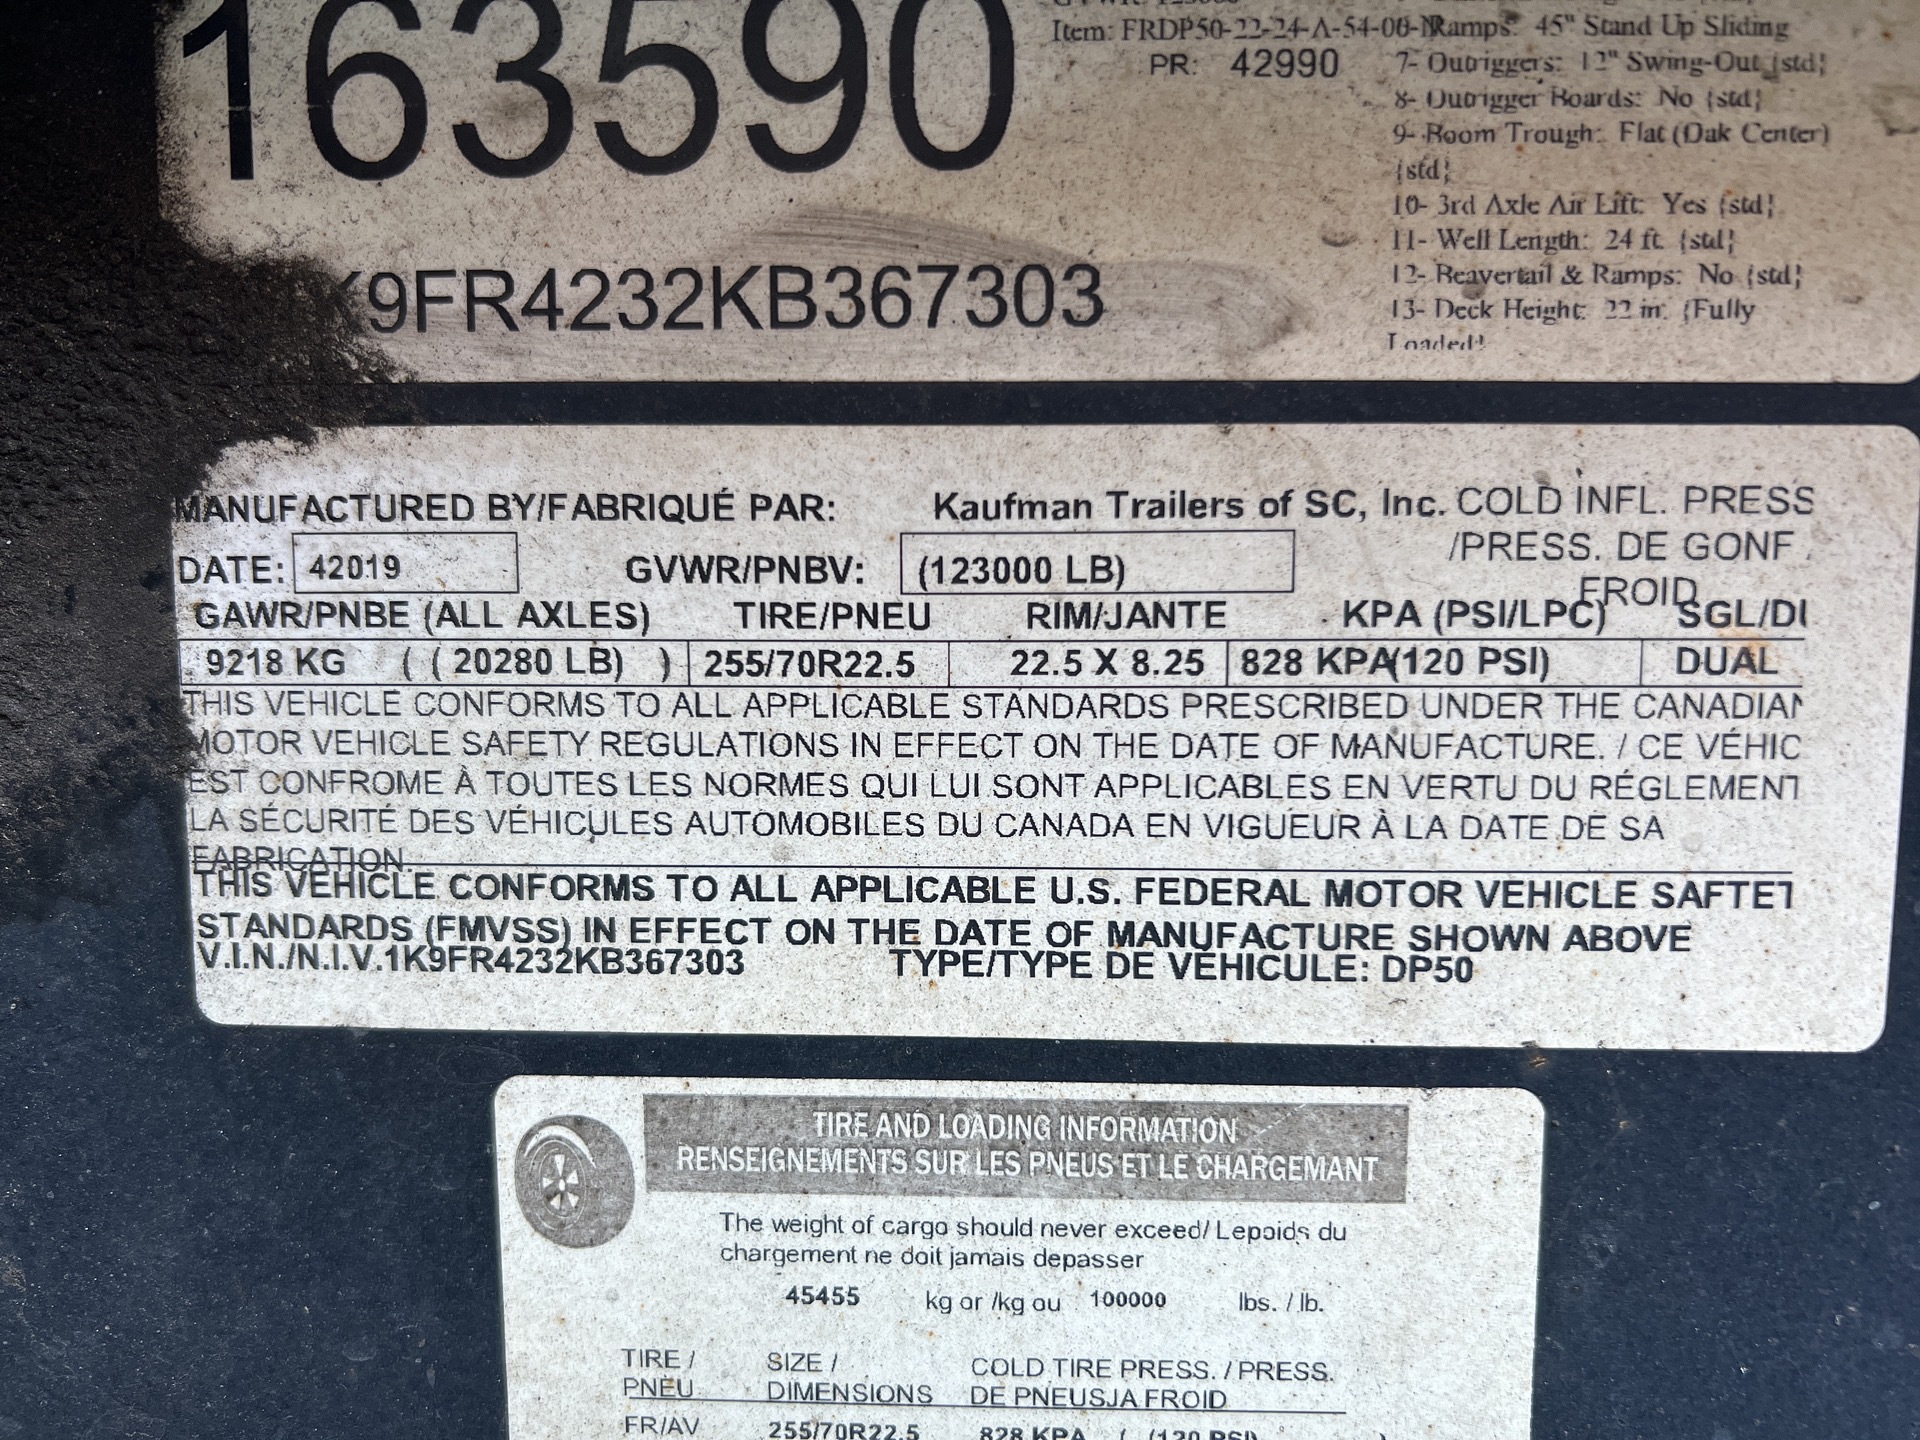 163590
Item: FRDP50-22-24-A-54-00-N
PR: 42990
Ramps: 45" Stand Up Sliding
7- Outriggers: 12" Swing-Out {std}
8- Outrigger Boards: No {std}
9- Boom Trough: Flat (Oak Center)
{std}
10- 3rd Axle Air Lift: Yes {std}
11- Well Length: 24 ft. {std}
12- Beavertail & Ramps: No {std}
13- Deck Height: 22 in. {Fully
Loaded}
K9FR4232KB367303
MANUFACTURED BY/FABRIQUÉ PAR: Kaufman Trailers of SC, Inc.
COLD INFL. PRESS
/PRESS. DE GONF.
FROID
DATE: 42019 GVWR/PNBV: (123000 LB)
GAWR/PNBE (ALL AXLES) TIRE/PNEU RIM/JANTE KPA (PSI/LPC) SGL/DU
9218 KG ( ( 20280 LB) ) 255/70R22.5 22.5 X 8.25 828 KPA(120 PSI) DUAL
THIS VEHICLE CONFORMS TO ALL APPLICABLE STANDARDS PRESCRIBED UNDER THE CANADIAN
MOTOR VEHICLE SAFETY REGULATIONS IN EFFECT ON THE DATE OF MANUFACTURE. / CE VÉHIC
EST CONFROME À TOUTES LES NORMES QUI LUI SONT APPLICABLES EN VERTU DU RÉGLEMENT
LA SÉCURITÉ DES VÉHICULES AUTOMOBILES DU CANADA EN VIGUEUR À LA DATE DE SA
FABRICATION.
THIS VEHICLE CONFORMS TO ALL APPLICABLE U.S. FEDERAL MOTOR VEHICLE SAFTET
STANDARDS (FMVSS) IN EFFECT ON THE DATE OF MANUFACTURE SHOWN ABOVE
V.I.N./N.I.V.1K9FR4232KB367303 TYPE/TYPE DE VÉHICULE: DP50
TIRE AND LOADING INFORMATION
RENSEIGNEMENTS SUR LES PNEUS ET LE CHARGEMANT
The weight of cargo should never exceed/ Lepoids du
chargement ne doit jamais depasser
45455 kg or /kg ou 100000 lbs. / lb.
TIRE / SIZE / COLD TIRE PRESS. / PRESS.
PNEU DIMENSIONS DE PNEUSJA FROID
FR/AV 255/70R22.5 828 KPA ( (120 PSI) )